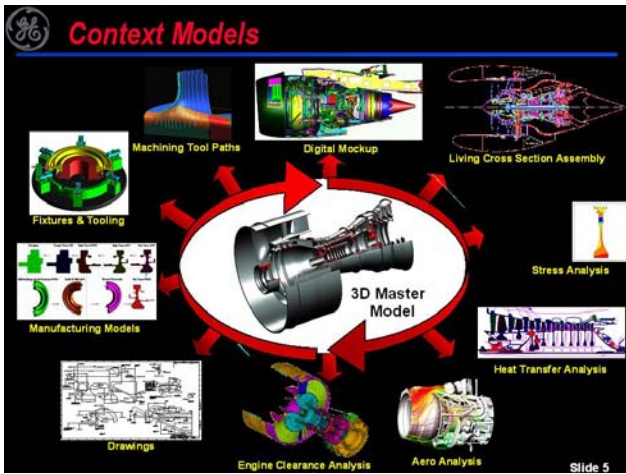 GE
Context Models
Machining Tool Paths
Digital Mockup
Living Cross Section Assembly
Fixtures & Tooling
Stress Analysis
3D Master
Model
Manufacturing Models
Heat Transfer Analysis
Drawings
Engine Clearance Analysis
Aero Analysis
Slide 5